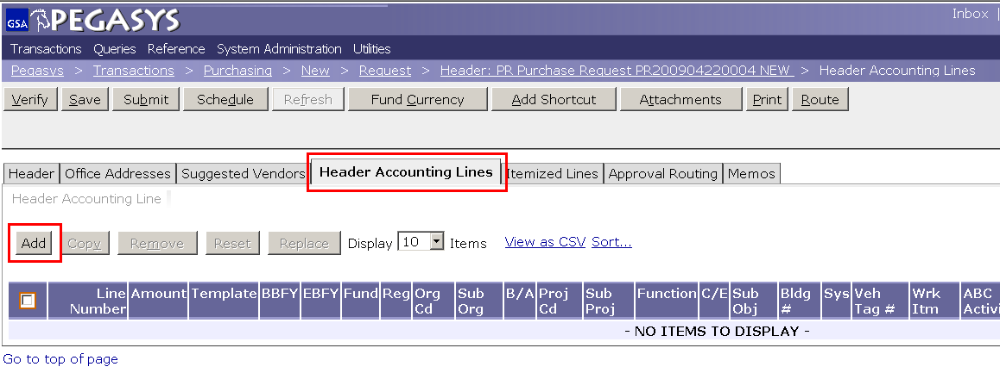 GSA PEGASYS
Inbox |
Transactions Queries Reference System Administration Utilities
Pegasys > Transactions > Purchasing > New > Request > Header: PR Purchase Request PR200904220004 NEW > Header Accounting Lines
Verify Save Submit Schedule Refresh Fund Currency Add Shortcut Attachments Print Route
Header Office Addresses Suggested Vendors Header Accounting Lines Itemized Lines Approval Routing Memos
Header Accounting Line
Add Copy Remove Reset Replace Display 10 Items View as CSV Sort...
Line Number Amount Template BBFY EBFY Fund Reg Org Cd Sub Org B/A Proj Cd Sub Proj Function C/E Sub Obj Bldg # Sys Veh Tag # Wrk Itm ABC Activi
- NO ITEMS TO DISPLAY -
Go to top of page